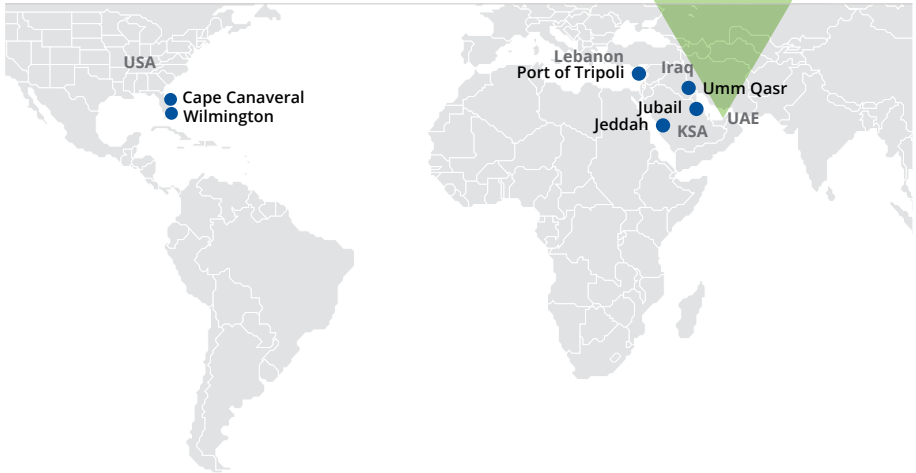 USA
Cape Canaveral
Wilmington
Lebanon
Port of Tripoli
Iraq
Umm Qasr
Jubail
UAE
Jeddah
KSA